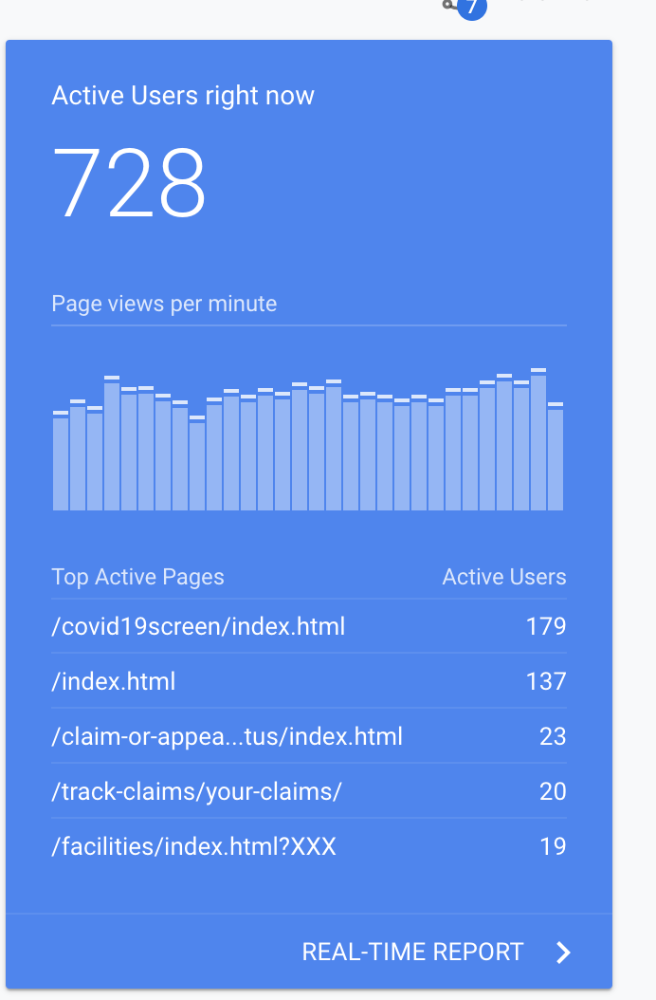 7
Active Users right now
728
Page views per minute
Top Active Pages Active Users
/covid19screen/index.html 179
/index.html 137
/claim-or-appea...tus/index.html 23
/track-claims/your-claims/ 20
/facilities/index.html?XXX 19
REAL-TIME REPORT